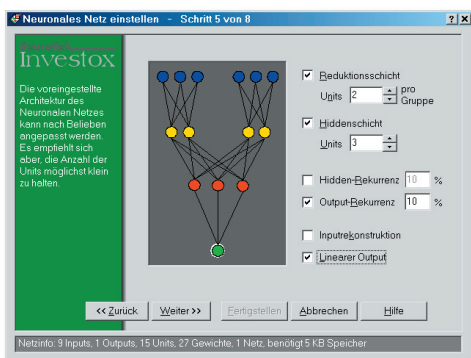 Neuronales Netz einstellen - Schritt 5 von 8
Investox
Die voreingestellte
Architektur des
Neuronalen Netzes
kann nach Belieben
angepasst werden.
Es empfiehlt sich
aber, die Anzahl der
Units möglichst klein
zu halten.
Reduktionsschicht
Units 2 pro
Gruppe
Hiddenschicht
Units 3
Hidden-Rekurrenz 10 %
Output-Rekurrenz 10 %
Inputrekonstruktion
Linearer Output
<< Zurück Weiter >> Fertigstellen Abbrechen Hilfe
Netzinfo: 9 Inputs, 1 Outputs, 15 Units, 27 Gewichte, 1 Netz, benötigt 5 KB Speicher